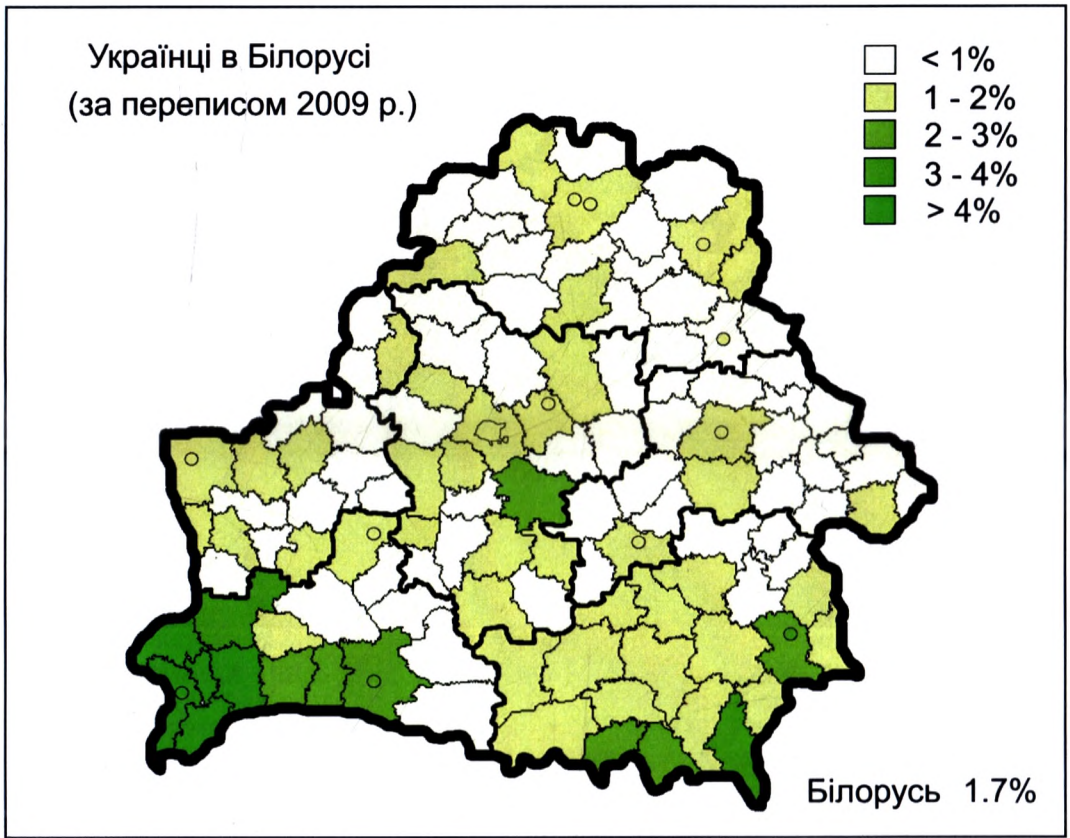 Українці в Білорусі
(за переписом 2009 р.)
< 1%
1 - 2%
2 - 3%
3 - 4%
> 4%
Білорусь 1.7%